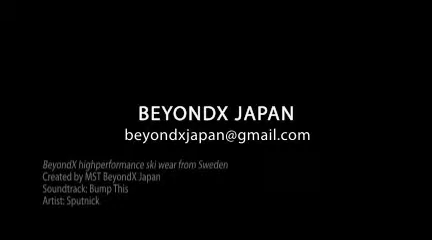 BEYONDX JAPAN
beyondxjapan@gmail.com
BeyondX highperformance ski wear from Sweden
Created by MST BeyondX Japan
Soundtrack: Bump This
Artist: Sputnick